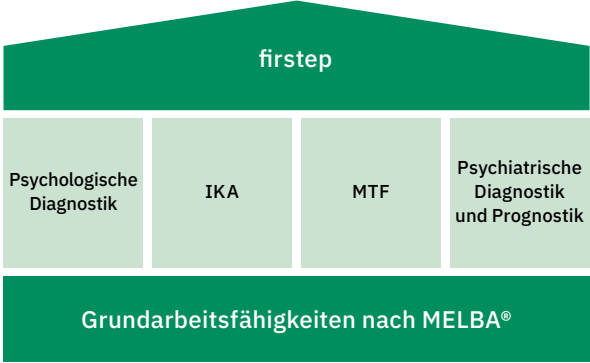 firstep
Psychologische
Diagnostik
IKA
MTF
Psychiatrische
Diagnostik
und Prognostik
Grundarbeitsfähigkeiten nach MELBA®